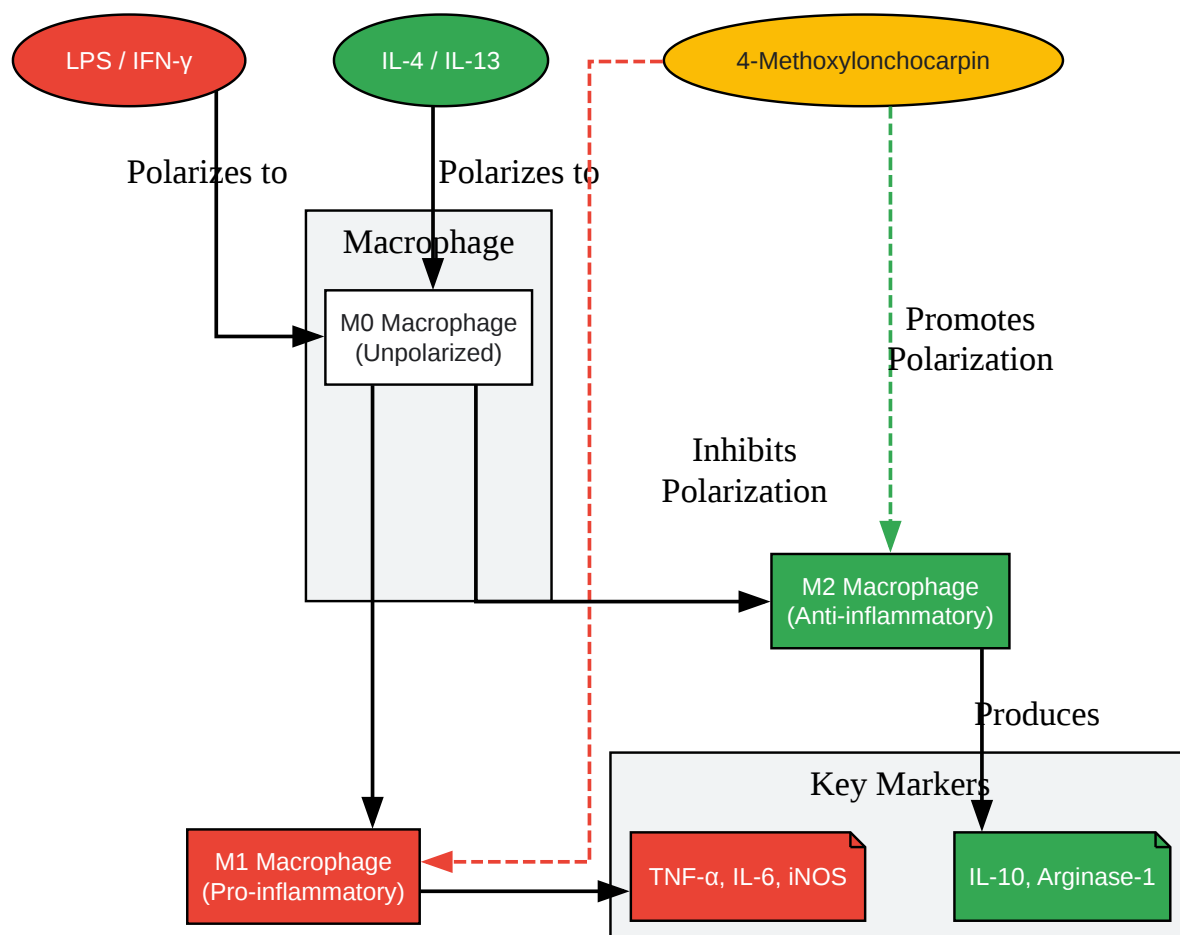 LPS / IFN-γ
IL-4 / IL-13
4-Methoxylonchocarpin
Polarizes to
Polarizes to
Macrophage
M0 Macrophage
(Unpolarized)
Promotes
Polarization
Inhibits
Polarization
M2 Macrophage
(Anti-inflammatory)
Produces
Key Markers
M1 Macrophage
(Pro-inflammatory)
TNF-α, IL-6, iNOS
IL-10, Arginase-1